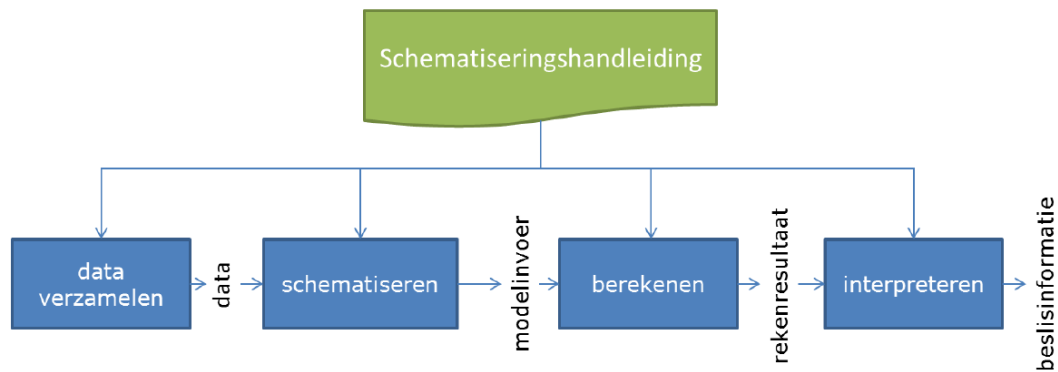 Schematiseringshandleiding
data
verzamelen
data
schematiseren
modelinvoer
berekenen
rekenresultaat
interpreteren
beslisinformatie